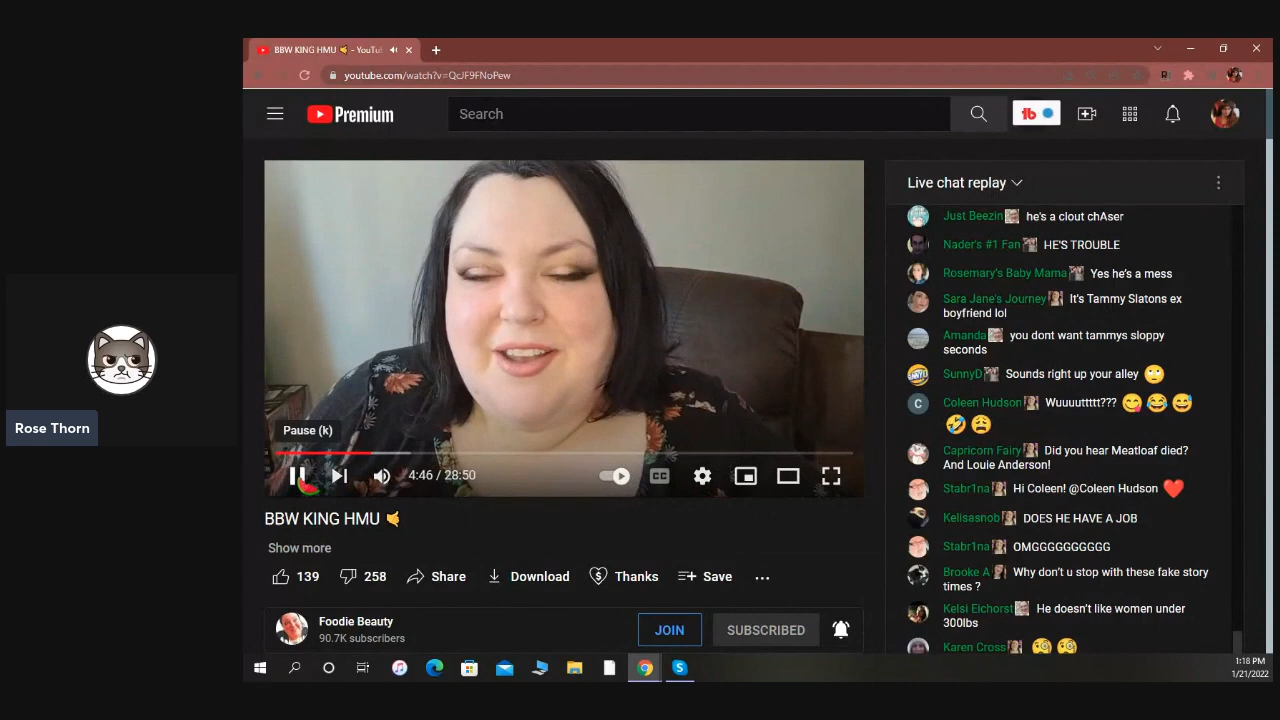 BBW KING HMU 🤙 - YouTu
youtube.com/watch?v=QcJF9FNoPew
Premium
Search
tb
Live chat replay
Just Beezin he's a clout chAser
Nader's #1 Fan HE'S TROUBLE
Rosemary's Baby Mama Yes he's a mess
Sara Jane's Journey It's Tammy Slatons ex
boyfriend lol
Amanda you dont want tammys sloppy
seconds
SunnyD Sounds right up your alley 🙄
Coleen Hudson Wuuuuttttt??? 😋 😂 😅
🤣 😩
Capricorn Fairy Did you hear Meatloaf died?
And Louie Anderson!
Stabr1na Hi Coleen! @Coleen Hudson ❤️
Kelisasnob DOES HE HAVE A JOB
Stabr1na OMGGGGGGGGGG
Brooke A Why don't u stop with these fake story
times ?
Kelsi Elchorst He doesn't like women under
300lbs
Karen Cross 🧐 🧐
Rose Thorn
Pause (k)
4:46 / 28:50
CC
BBW KING HMU 🤙
Show more
139 258 Share Download Thanks Save ...
Foodie Beauty
90.7K subscribers
JOIN SUBSCRIBED
1:18 PM
1/21/2022